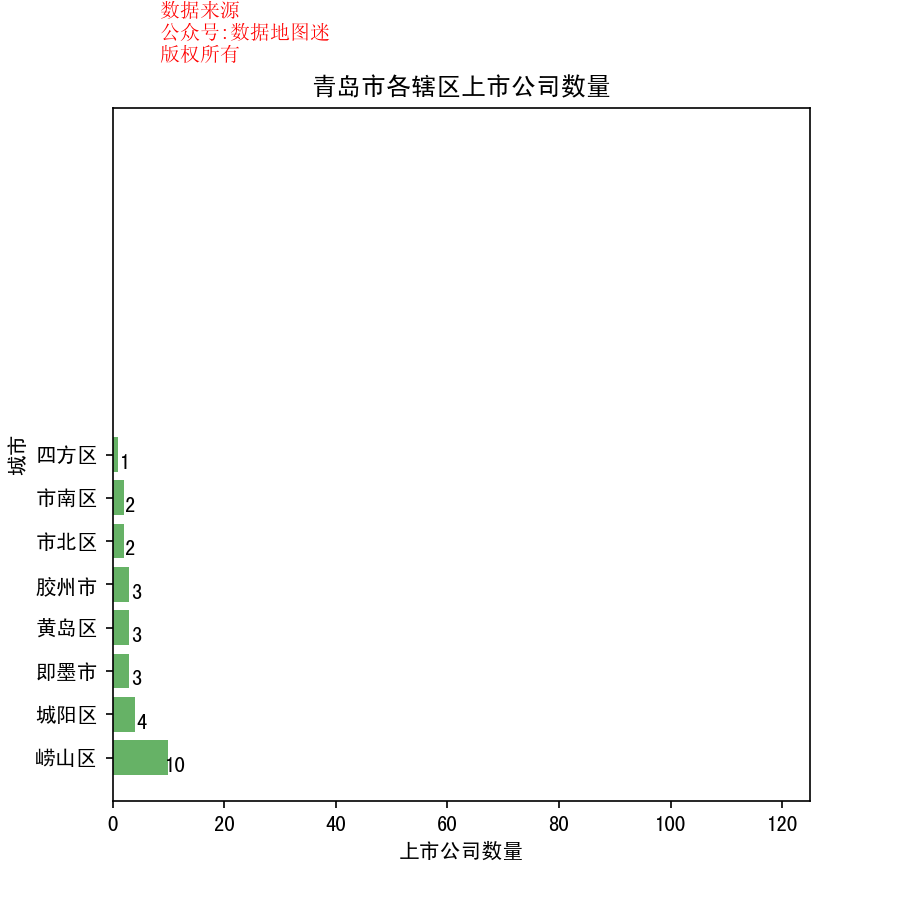 数据来源
公众号:数据地图迷
版权所有
青岛市各辖区上市公司数量
城市
四方区
1
市南区
2
市北区
2
胶州市
3
黄岛区
3
即墨市
3
城阳区
4
崂山区
10
0 20 40 60 80 100 120
上市公司数量